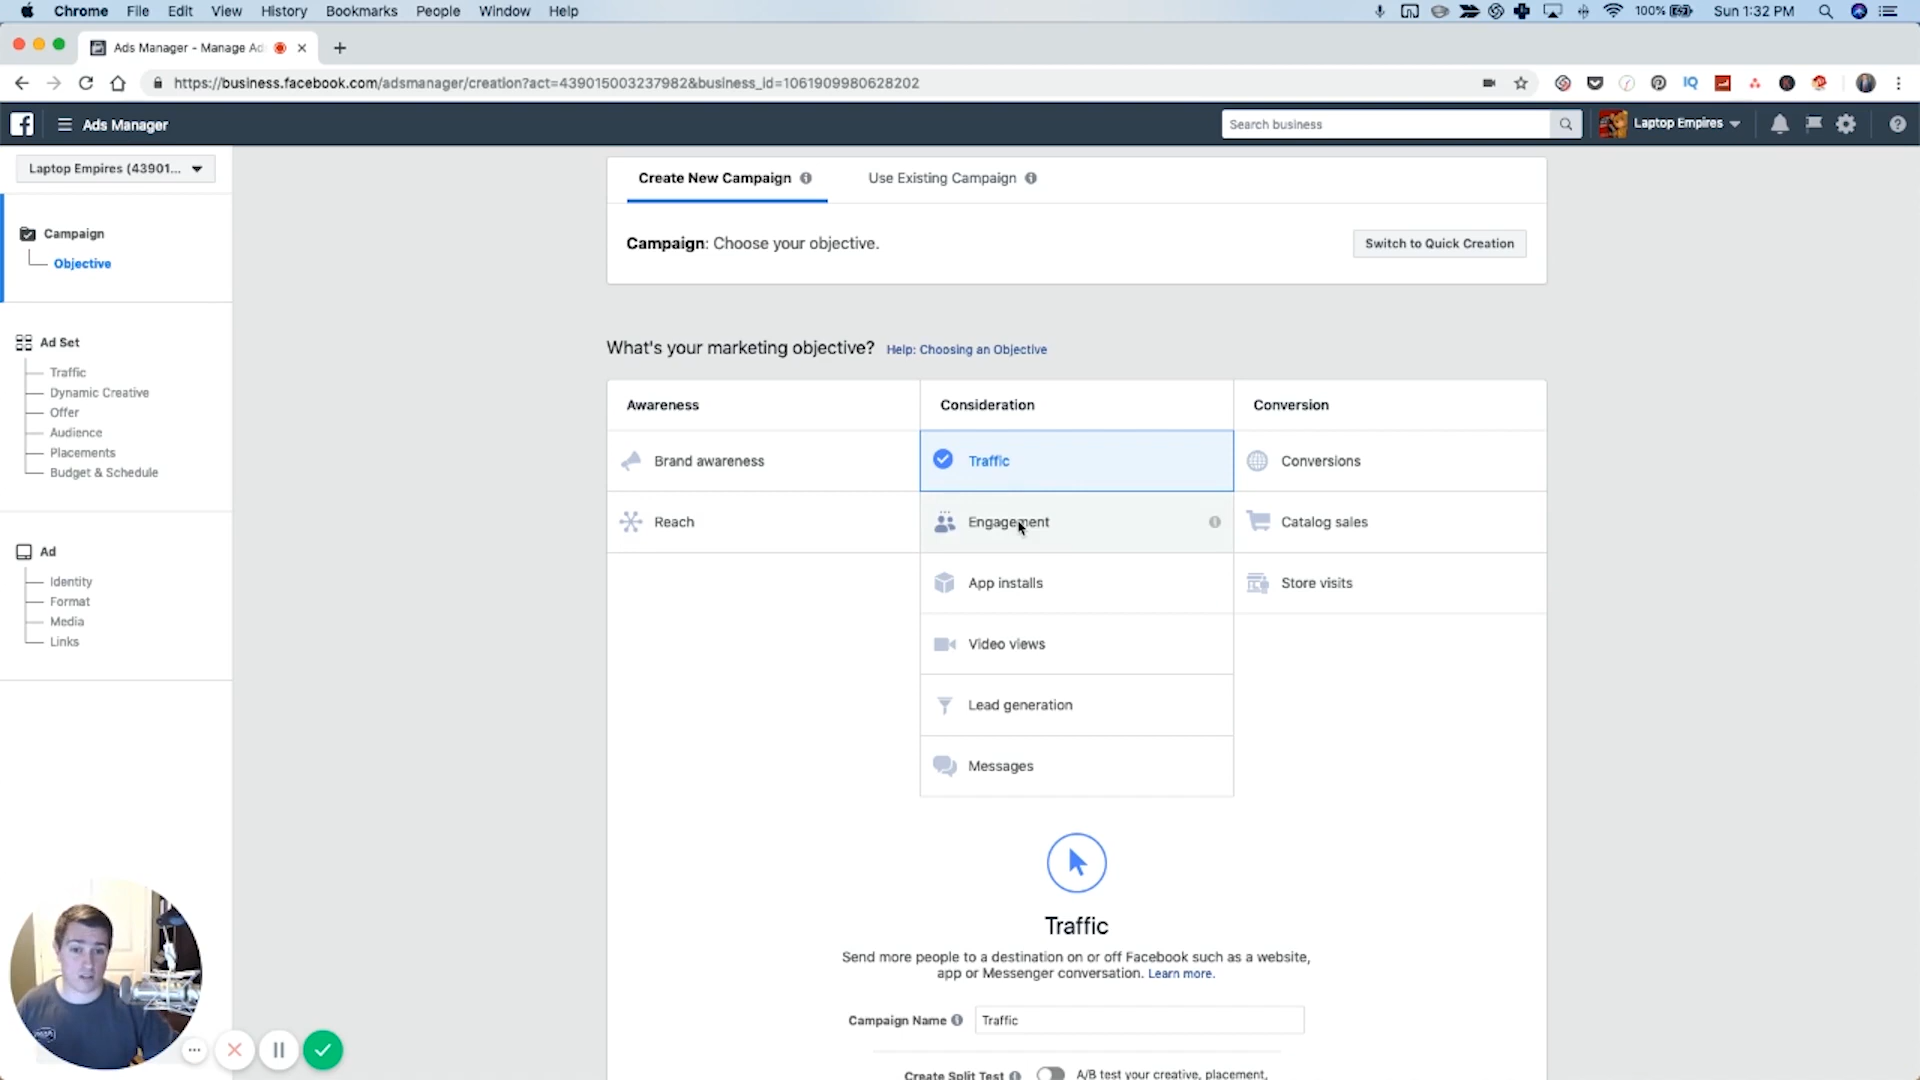 Chrome File Edit View History Bookmarks People Window Help 100% Sun 1:32 PM
Ads Manager - Manage Ad
https://business.facebook.com/adsmanager/creation?act=439015003237982&business_id=1061909980628202
Ads Manager Search business Laptop Empires
Laptop Empires (43901...
Create New Campaign Use Existing Campaign
Campaign: Choose your objective. Switch to Quick Creation
Campaign
Objective
Ad Set
Traffic
Dynamic Creative
Offer
Audience
Placements
Budget & Schedule
Ad
Identity
Format
Media
Links
What's your marketing objective? Help: Choosing an Objective
Awareness Consideration Conversion
Brand awareness Traffic Conversions
Reach Engagement Catalog sales
App installs Store visits
Video views
Lead generation
Messages
Traffic
Send more people to a destination on or off Facebook such as a website,
app or Messenger conversation. Learn more.
Campaign Name Traffic
Create Split Test A/B test your creative, placement,